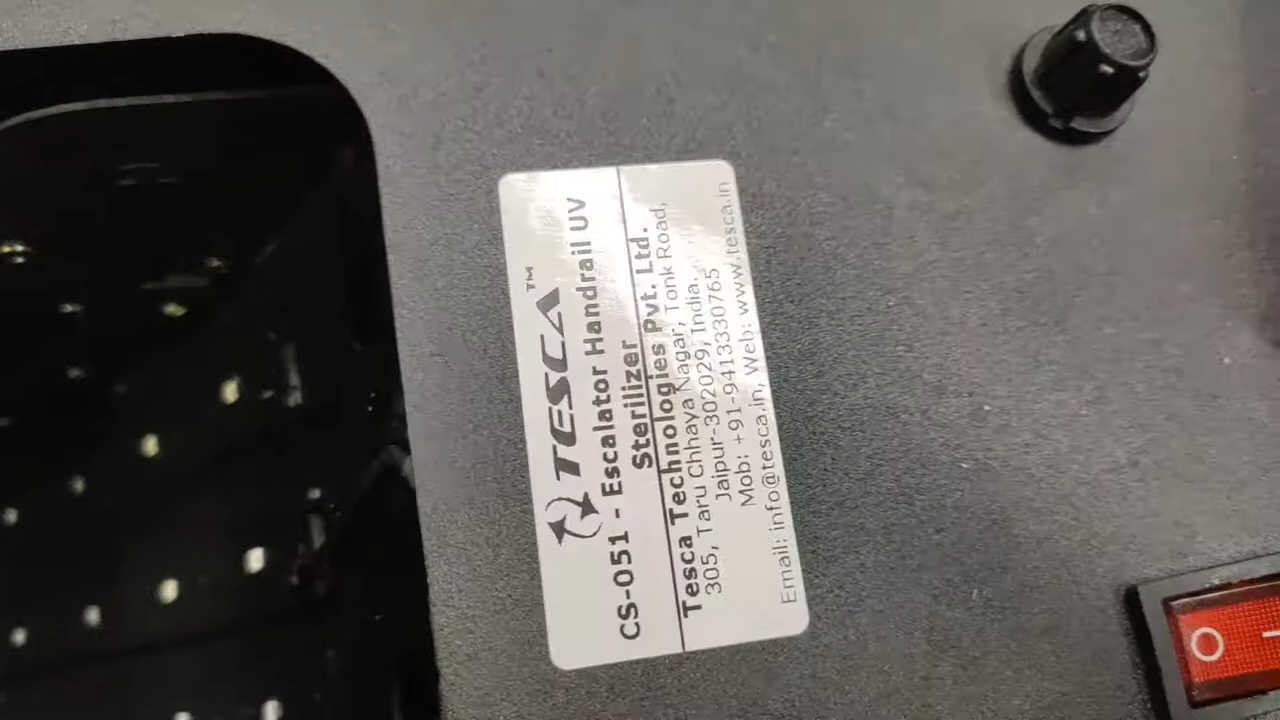 TESCA™
CS-051 - Escalator Handrail UV
Sterilizer
Tesca Technologies Pvt. Ltd.
305, Taru Chhaya Nagar, Tonk Road,
Jaipur-302029, India.
Mob: +91-9413330765
Email: info@tesca.in, Web: www.tesca.in